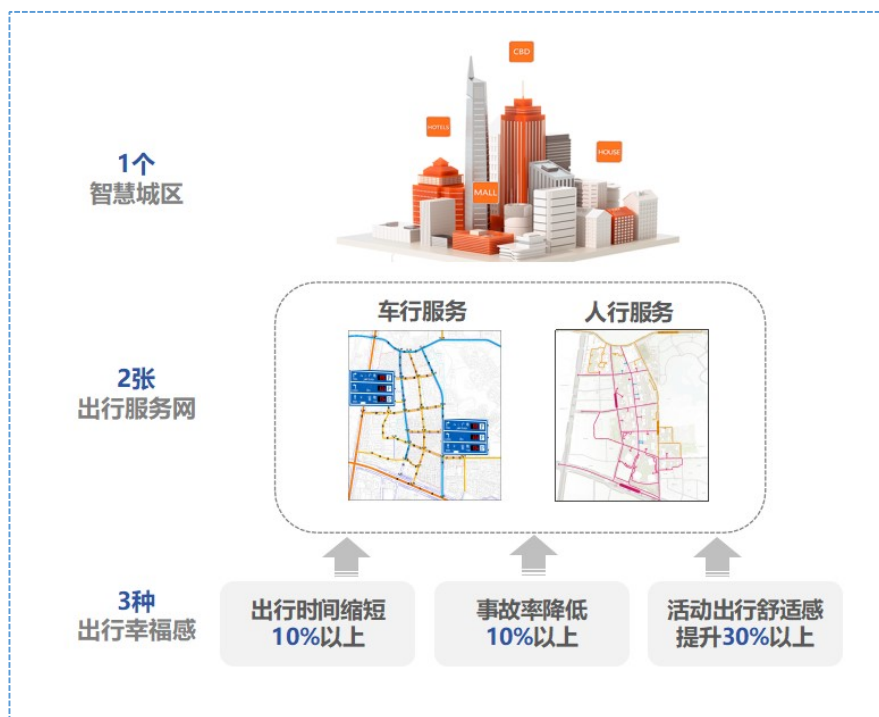 CBD
HOTELS
HOUSE
MALL
1个
智慧城区
车行服务
人行服务
2张
出行服务网
3种
出行幸福感
出行时间缩短
10%以上
事故率降低
10%以上
活动出行舒适感
提升30%以上